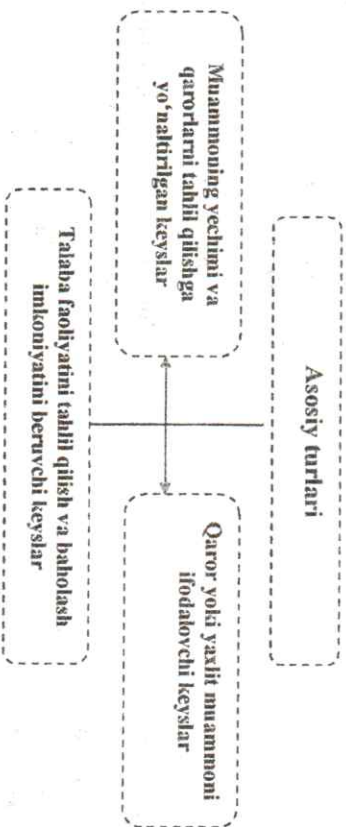 Asosiy turlari
Muammoning yechimi va
qarorlarni tahlil qilishga
yo‘naltirilgan keyslar
Qaror yoki yaxlit muammoni
ifodalovchi keyslar
Talaba faoliyatini tahlil qilish va baholash
imkoniyatini beruvchi keyslar